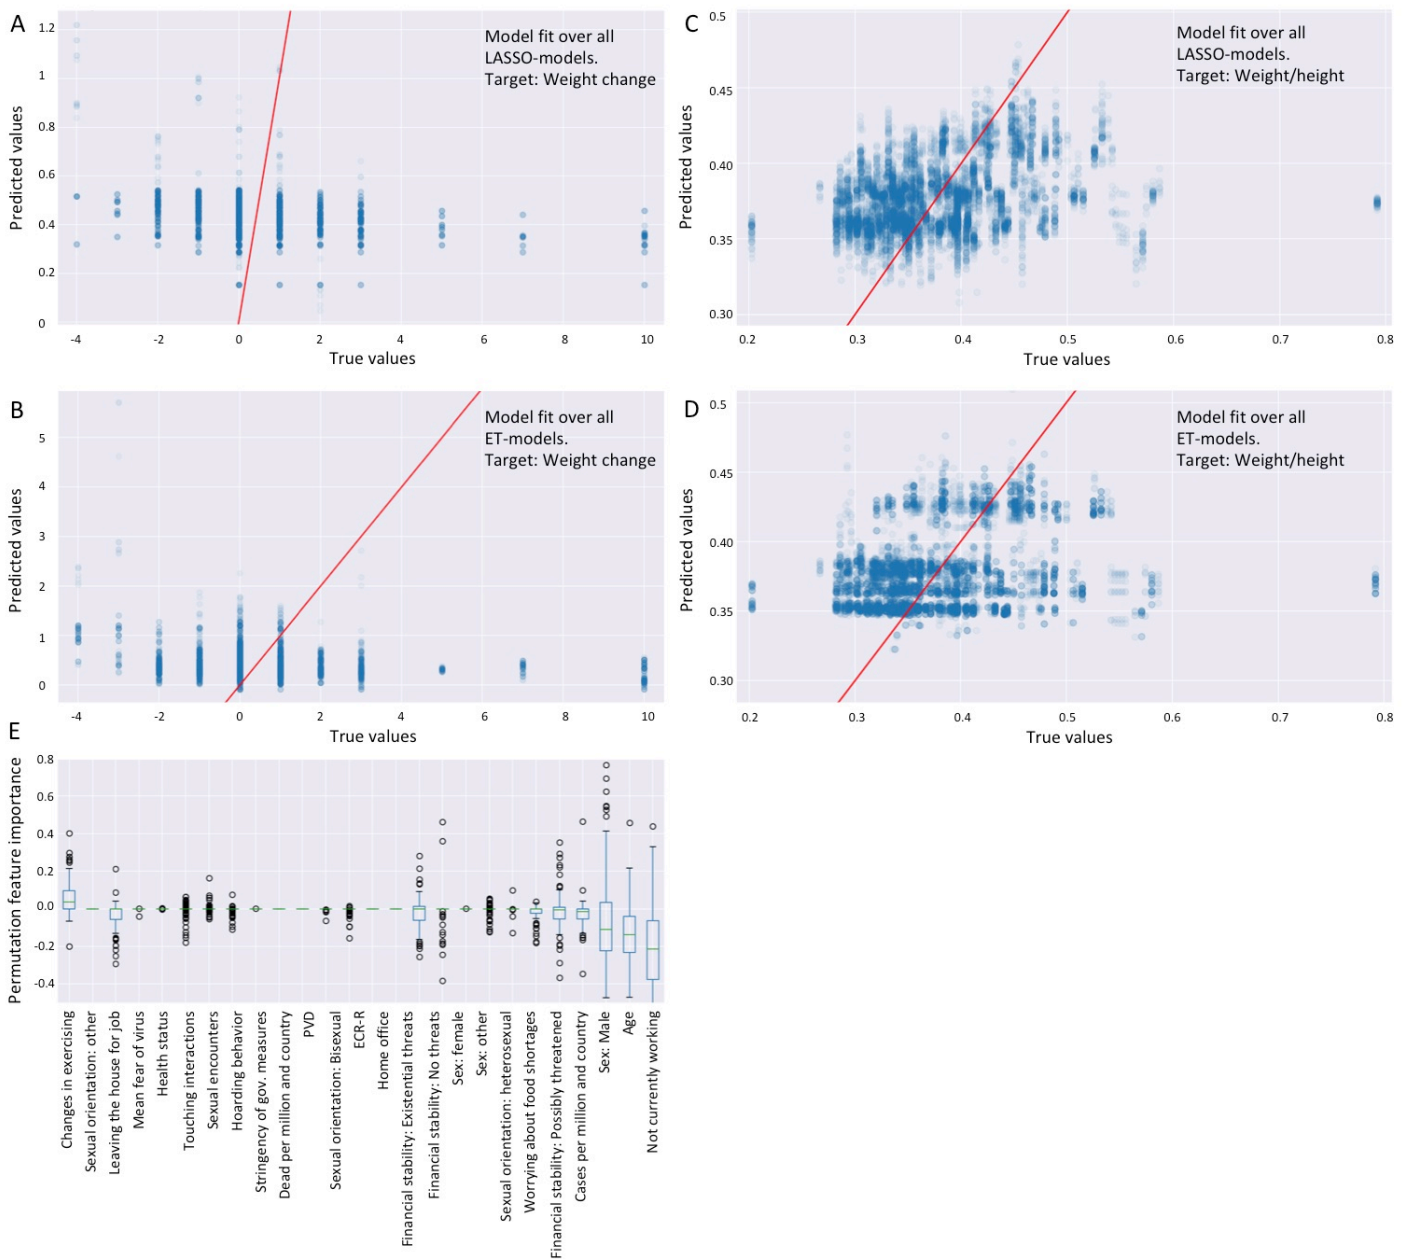 A
Model fit over all
LASSO-models.
Target: Weight change
Predicted values
1.2
1
0.8
0.6
0.4
0.2
0
-4 -2 0 2 4 6 8 10
True values
C
Model fit over all
LASSO-models.
Target: Weight/height
Predicted values
0.5
0.45
0.40
0.35
0.30
0.2 0.3 0.4 0.5 0.6 0.7 0.8
True values
B
Model fit over all
ET-models.
Target: Weight change
Predicted values
5
4
3
2
1
0
-4 -2 0 2 4 6 8 10
True values
D
Model fit over all
ET-models.
Target: Weight/height
Predicted values
0.5
0.45
0.40
0.35
0.30
0.2 0.3 0.4 0.5 0.6 0.7 0.8
True values
E
Permutation feature importance
0.8
0.6
0.4
0.2
0.0
-0.2
-0.4
Changes in exercising
Sexual orientation: other
Leaving the house for job
Mean fear of virus
Health status
Touching interactions
Sexual encounters
Hoarding behavior
Stringency of gov. measures
Dead per million and country
PVD
Sexual orientation: Bisexual
ECR-R
Home office
Financial stability: Existential threats
Financial stability: No threats
Sex: female
Sex: other
Sexual orientation: heterosexual
Worrying about food shortages
Financial stability: Possibly threatened
Cases per million and country
Sex: Male
Age
Not currently working